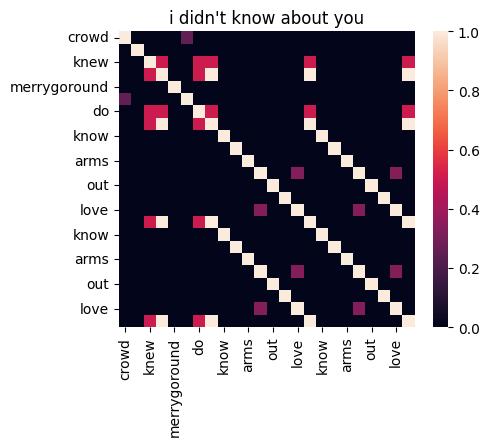 i didn't know about you
crowd
knew
merrygoround
do
know
arms
out
love
know
arms
out
love
1.0
0.8
0.6
0.4
0.2
0.0
crowd
knew
merrygoround
do
know
arms
out
love
know
arms
out
love